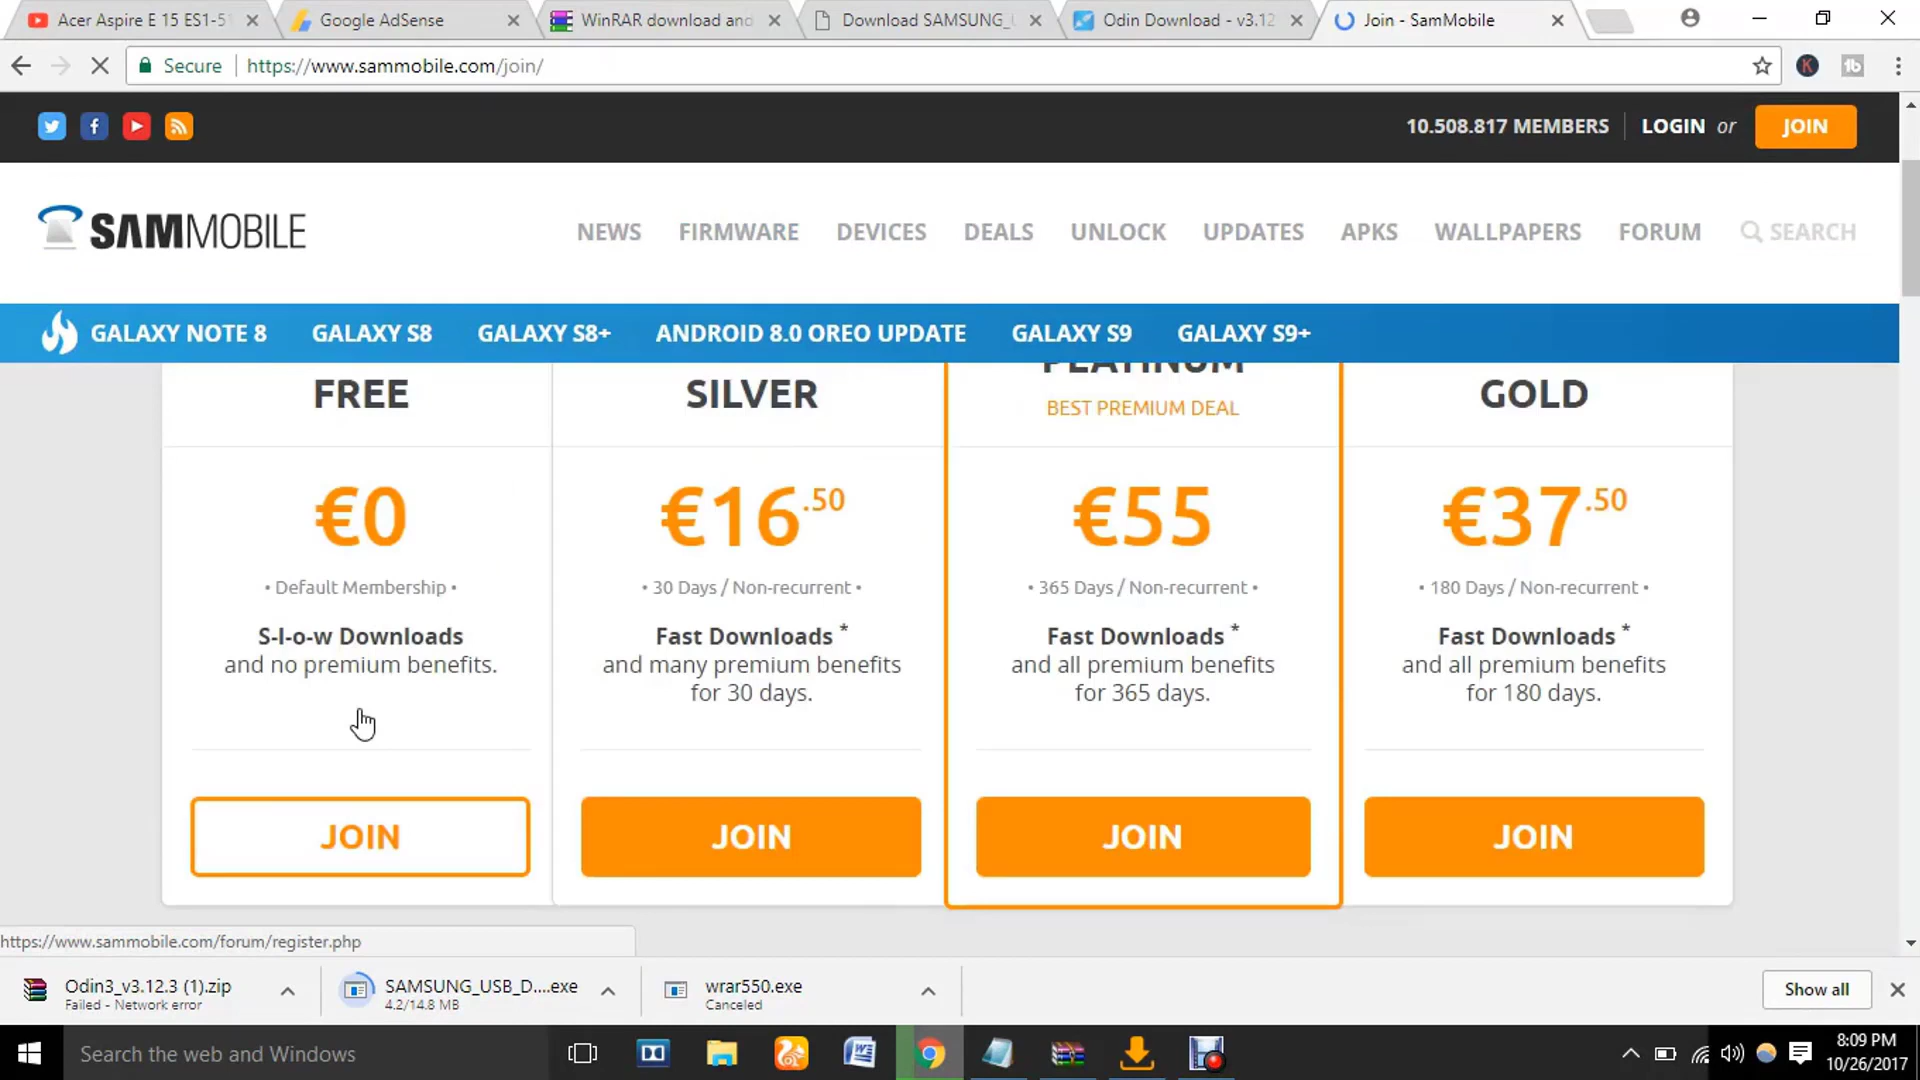 Acer Aspire E 15 ES1-51
Google AdSense
WinRAR download and
Download SAMSUNG_U
Odin Download - v3.12
Join - SamMobile
Secure
https://www.sammobile.com/join/
K
10.508.817 MEMBERS
LOGIN or
JOIN
SAMMOBILE
NEWS
FIRMWARE
DEVICES
DEALS
UNLOCK
UPDATES
APKS
WALLPAPERS
FORUM
SEARCH
GALAXY NOTE 8
GALAXY S8
GALAXY S8+
ANDROID 8.0 OREO UPDATE
GALAXY S9
GALAXY S9+
FREE
€0
• Default Membership •
S-l-o-w Downloads
and no premium benefits.
JOIN
SILVER
€16.50
• 30 Days / Non-recurrent •
Fast Downloads *
and many premium benefits
for 30 days.
JOIN
PLATINUM
BEST PREMIUM DEAL
€55
• 365 Days / Non-recurrent •
Fast Downloads *
and all premium benefits
for 365 days.
JOIN
GOLD
€37.50
• 180 Days / Non-recurrent •
Fast Downloads *
and all premium benefits
for 180 days.
JOIN
https://www.sammobile.com/forum/register.php
Odin3_v3.12.3 (1).zip
Failed - Network error
SAMSUNG_USB_D....exe
4.2/14.8 MB
wrar550.exe
Canceled
Show all
Search the web and Windows
8:09 PM
10/26/2017